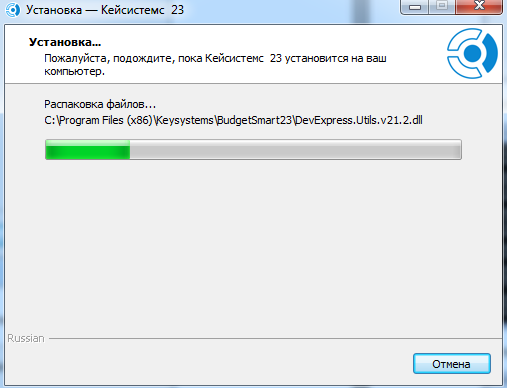 Установка — Кейсистемс 23
Установка...
Пожалуйста, подождите, пока Кейсистемс 23 установится на ваш
компьютер.
Распаковка файлов...
C:\Program Files (x86)\Keysystems\BudgetSmart23\DevExpress.Utils.v21.2.dll
Russian
Отмена